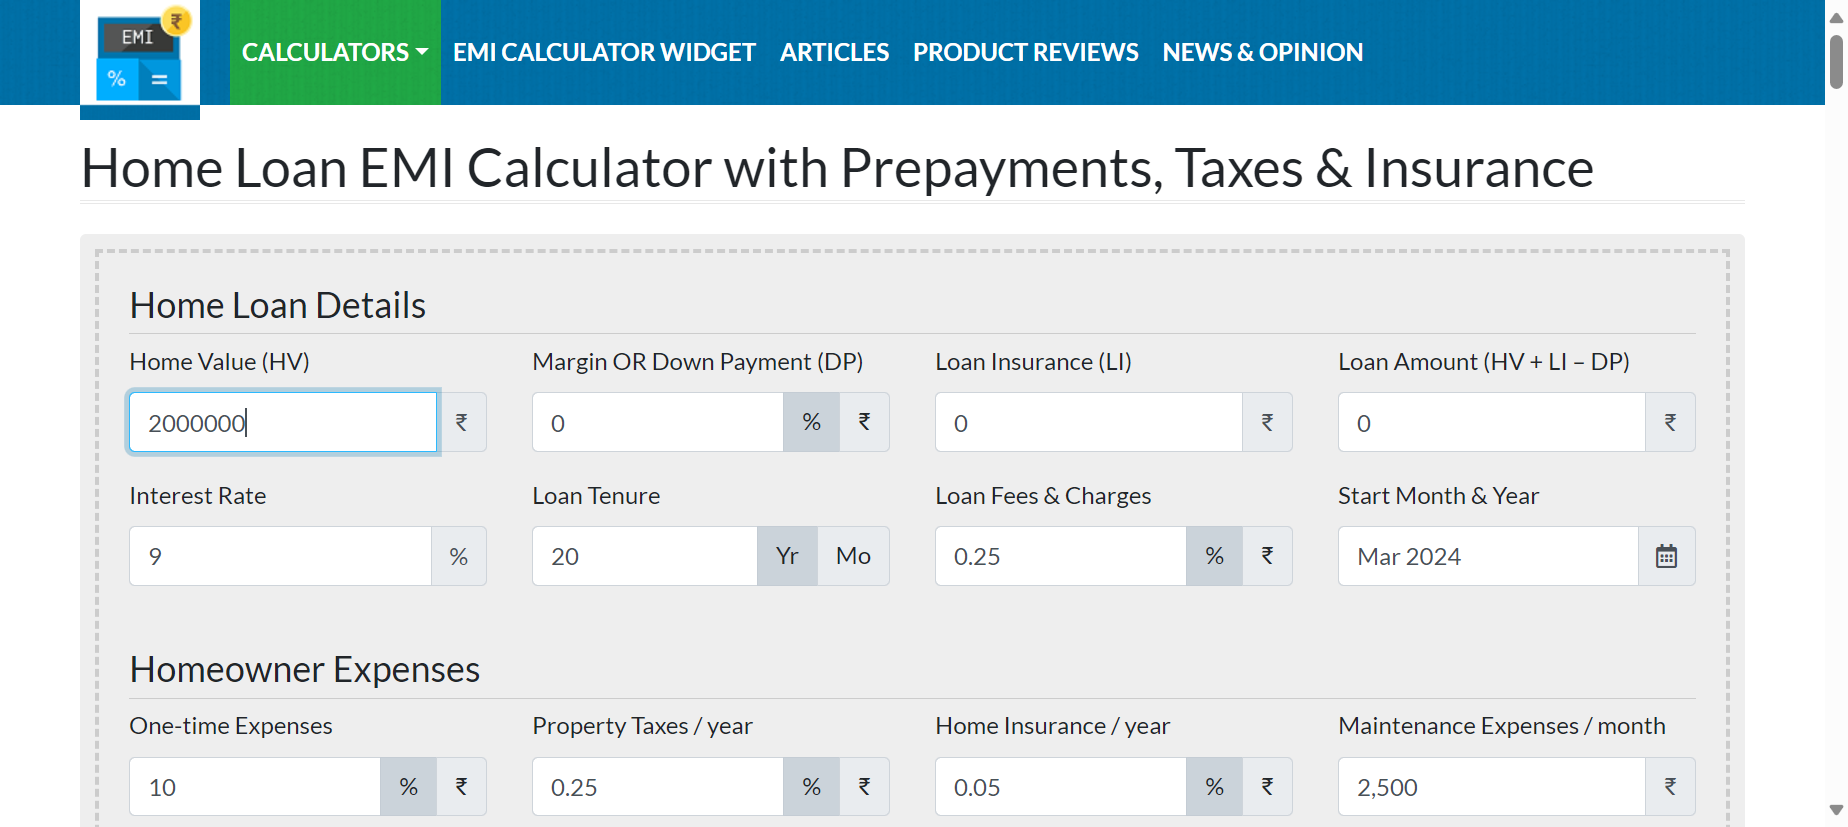 EMI
₹
%
=
CALCULATORS
EMI CALCULATOR WIDGET
ARTICLES
PRODUCT REVIEWS
NEWS & OPINION
Home Loan EMI Calculator with Prepayments, Taxes & Insurance
Home Loan Details
Home Value (HV)
Margin OR Down Payment (DP)
Loan Insurance (LI)
Loan Amount (HV + LI – DP)
2000000 ₹
0 % ₹
0 ₹
0 ₹
Interest Rate
Loan Tenure
Loan Fees & Charges
Start Month & Year
9 %
20 Yr Mo
0.25 % ₹
Mar 2024
Homeowner Expenses
One-time Expenses
Property Taxes / year
Home Insurance / year
Maintenance Expenses / month
10 % ₹
0.25 % ₹
0.05 % ₹
2,500 ₹